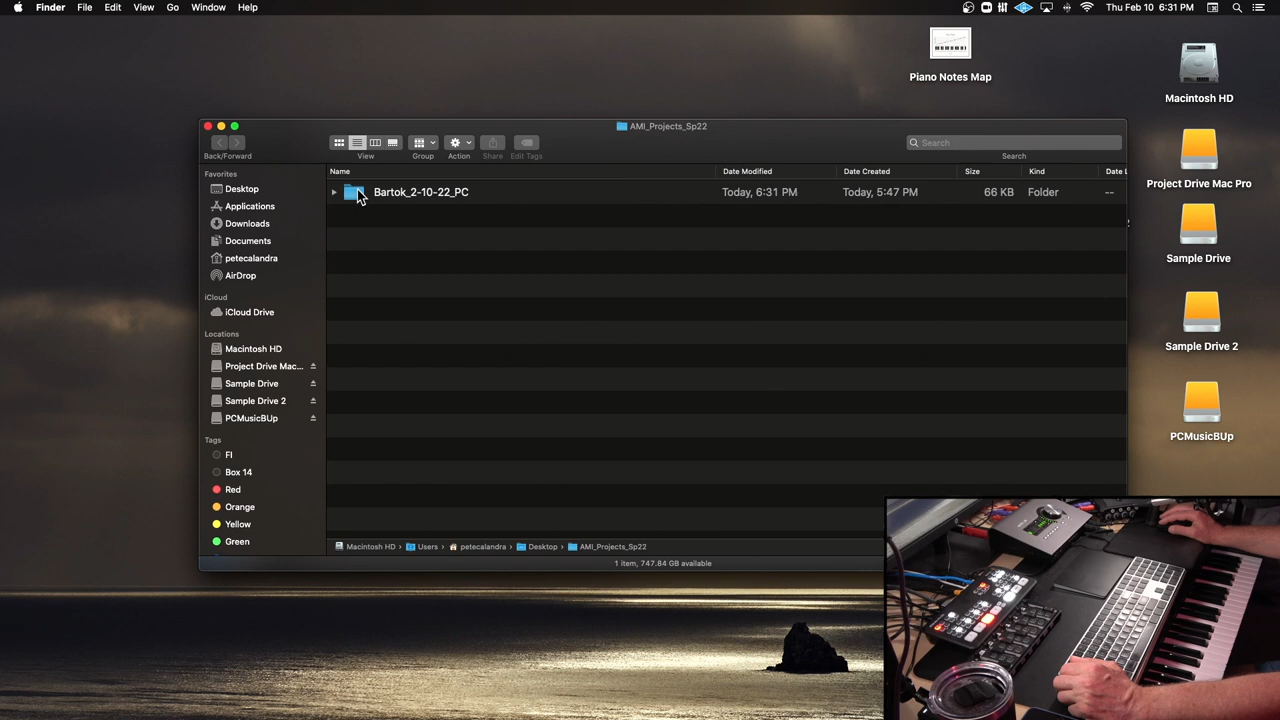 Finder File Edit View Go Window Help
Thu Feb 10 6:31 PM
Piano Notes Map
Macintosh HD
Project Drive Mac Pro
Sample Drive
Sample Drive 2
PCMusicBUp
AMI_Projects_Sp22
Back/Forward View Group Action Share Edit Tags
Search
Search
Name Date Modified Date Created Size Kind Date L
Bartok_2-10-22_PC Today, 6:31 PM Today, 5:47 PM 66 KB Folder --
Favorites
Desktop
Applications
Downloads
Documents
petecalandra
AirDrop
iCloud
iCloud Drive
Locations
Macintosh HD
Project Drive Mac...
Sample Drive
Sample Drive 2
PCMusicBUp
Tags
FI
Box 14
Red
Orange
Yellow
Green
Macintosh HD › Users › petecalandra › Desktop › AMI_Projects_Sp22
1 item, 747.84 GB available